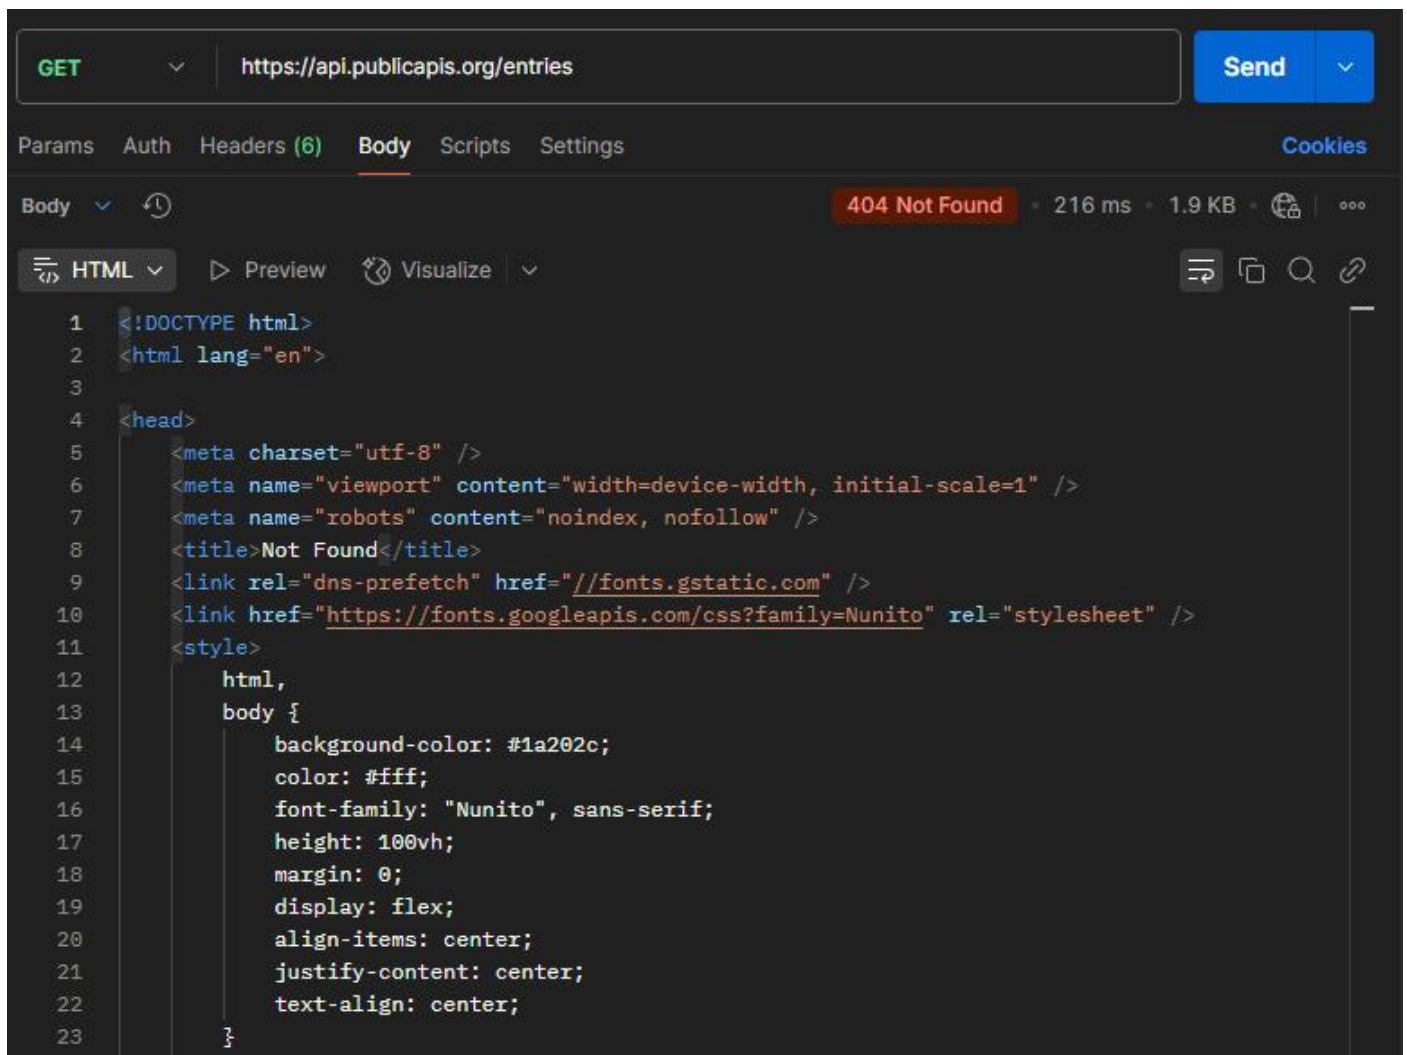 GET https://api.publicapis.org/entries Send
Params Auth Headers (6) Body Scripts Settings Cookies
Body 404 Not Found 216 ms 1.9 KB
HTML Preview Visualize
1 <!DOCTYPE html>
2 <html lang="en">
3
4 <head>
5 <meta charset="utf-8" />
6 <meta name="viewport" content="width=device-width, initial-scale=1" />
7 <meta name="robots" content="noindex, nofollow" />
8 <title>Not Found</title>
9 <link rel="dns-prefetch" href="//fonts.gstatic.com" />
10 <link href="https://fonts.googleapis.com/css?family=Nunito" rel="stylesheet" />
11 <style>
12 html,
13 body {
14 background-color: #1a202c;
15 color: #fff;
16 font-family: "Nunito", sans-serif;
17 height: 100vh;
18 margin: 0;
19 display: flex;
20 align-items: center;
21 justify-content: center;
22 text-align: center;
23 }